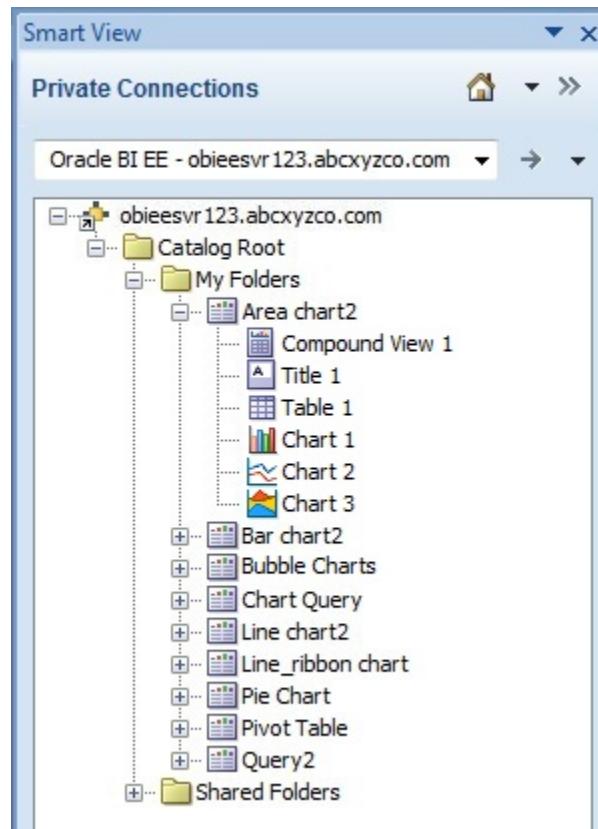 Smart View
Private Connections
Oracle BI EE - obieesvr123.abcxyzco.com
obieesvr123.abcxyzco.com
Catalog Root
My Folders
Area chart2
Compound View 1
Title 1
Table 1
Chart 1
Chart 2
Chart 3
Bar chart2
Bubble Charts
Chart Query
Line chart2
Line_ribbon chart
Pie Chart
Pivot Table
Query2
Shared Folders